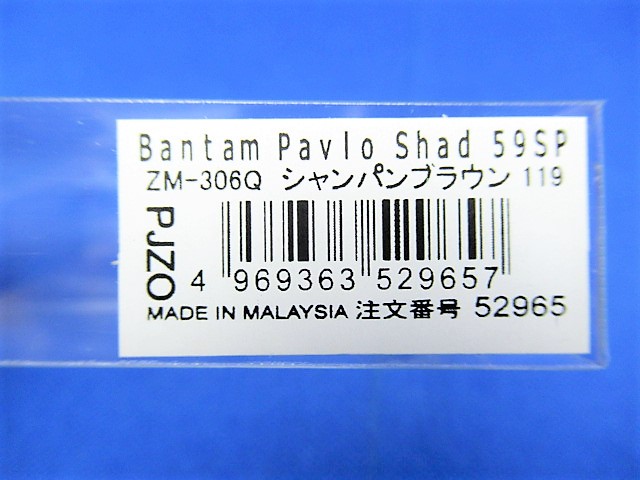 Bantam Pavlo Shad 59SP
ZM-306Q シャンパンブラウン 119
PJZO
4 969363 529657
MADE IN MALAYSIA 注文番号 52965